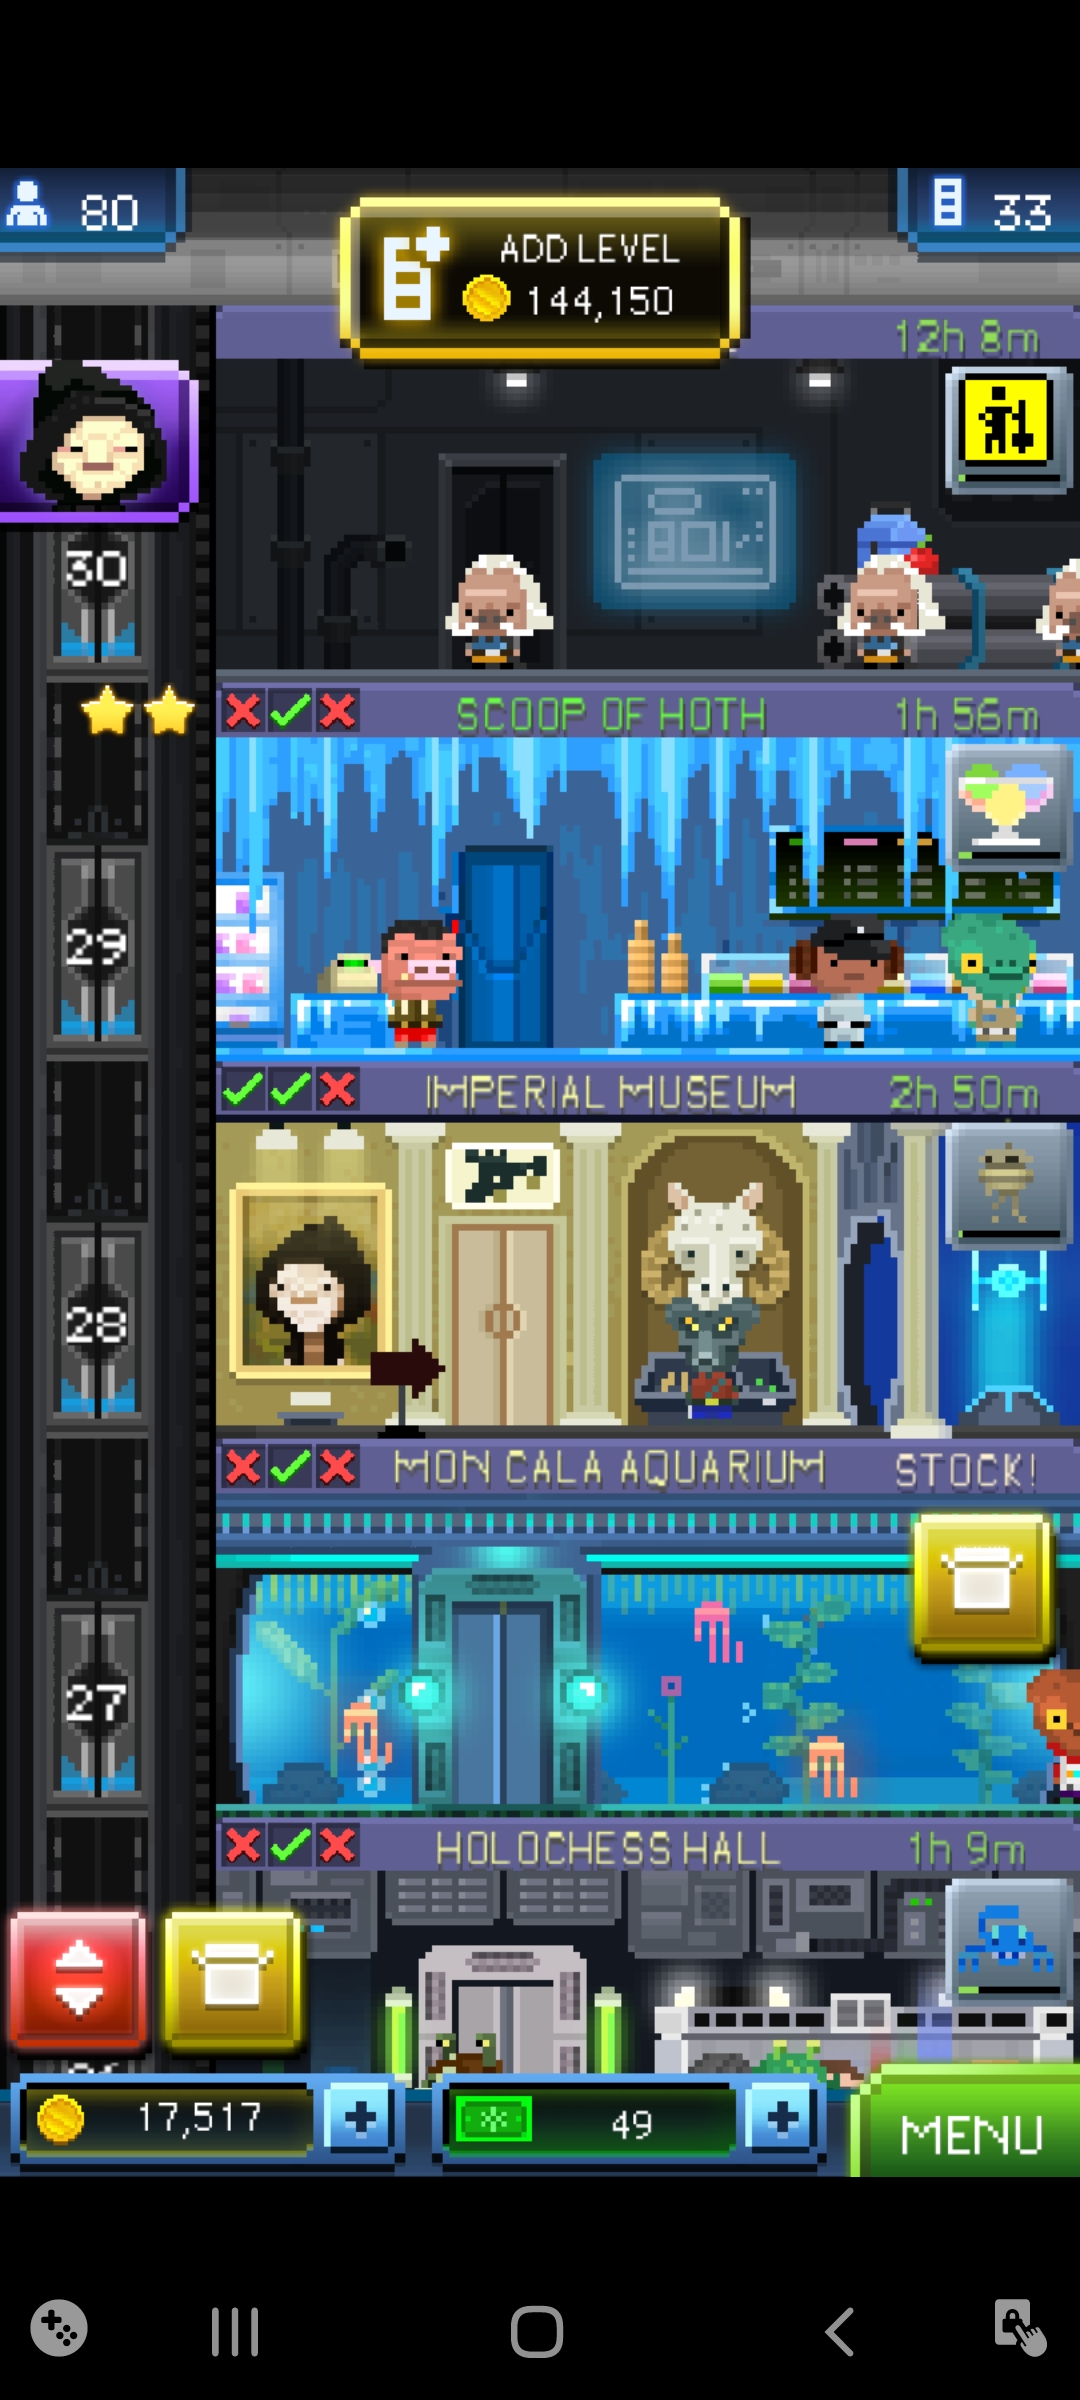 80
ADD LEVEL
144,150
33
12h 8m
30
SCOOP OF HOTH
1h 56m
29
IMPERIAL MUSEUM
2h 50m
28
MON CALA AQUARIUM
STOCK!
27
HOLOCHESS HALL
1h 9m
17,517
49
MENU